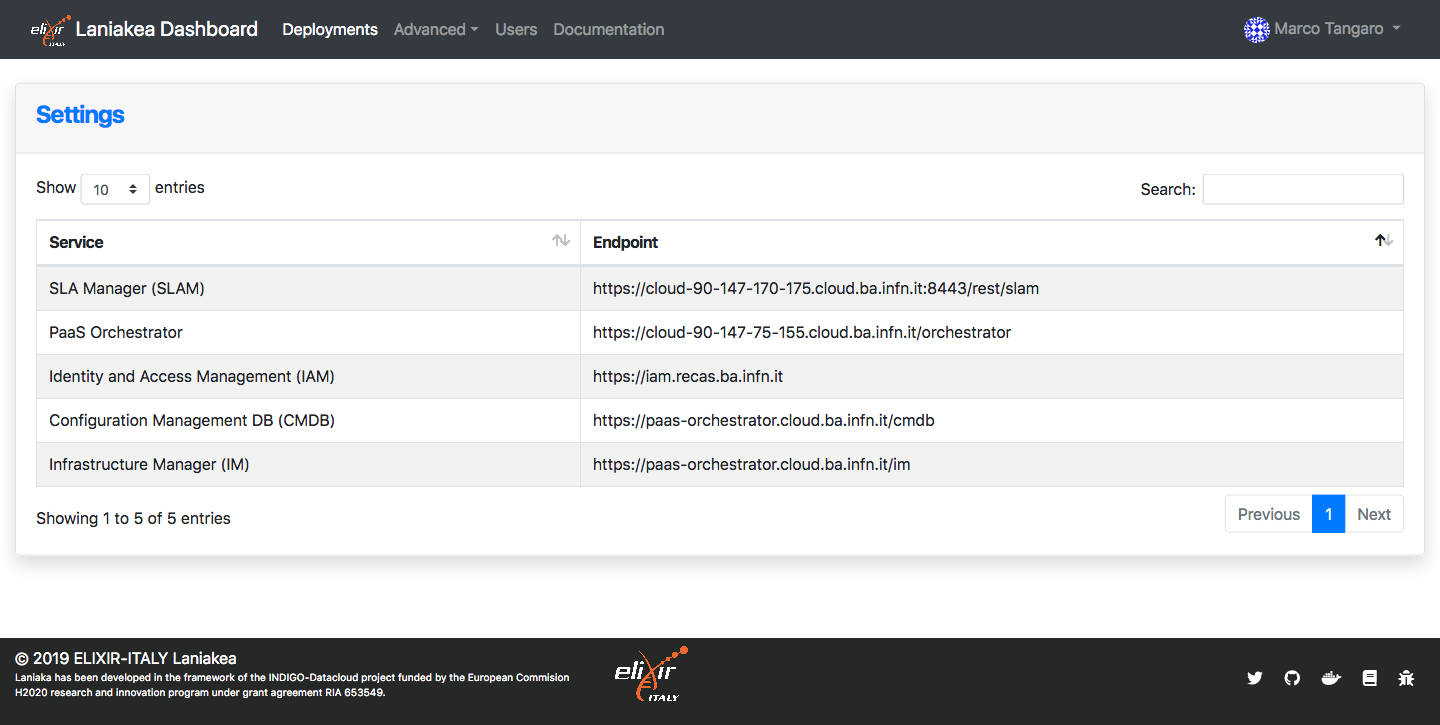 elixir ITALY Laniakea Dashboard Deployments Advanced Users Documentation Marco Tangaro
Settings
Show 10 entries Search:
Service Endpoint
SLA Manager (SLAM) https://cloud-90-147-170-175.cloud.ba.infn.it:8443/rest/slam
PaaS Orchestrator https://cloud-90-147-75-155.cloud.ba.infn.it/orchestrator
Identity and Access Management (IAM) https://iam.recas.ba.infn.it
Configuration Management DB (CMDB) https://paas-orchestrator.cloud.ba.infn.it/cmdb
Infrastructure Manager (IM) https://paas-orchestrator.cloud.ba.infn.it/im
Showing 1 to 5 of 5 entries Previous 1 Next
© 2019 ELIXIR-ITALY Laniakea
Laniaka has been developed in the framework of the INDIGO-Datacloud project funded by the European Commision
H2020 research and innovation program under grant agreement RIA 653549.
elixir
ITALY